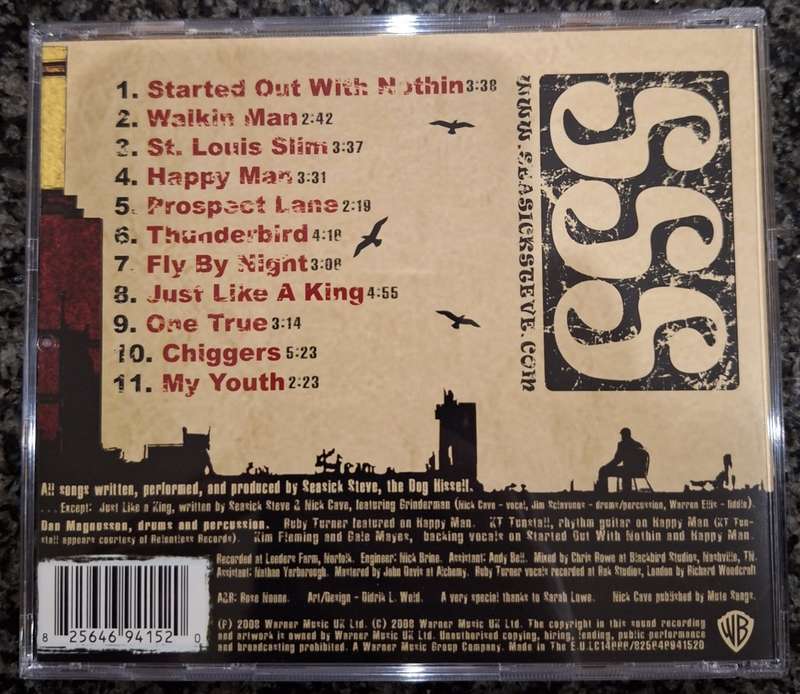 1. Started Out With Nothin 3:38
2. Walkin Man 2:42
3. St. Louis Slim 3:37
4. Happy Man 3:31
5. Prospect Lane 2:19
6. Thunderbird 4:18
7. Fly By Night 3:08
8. Just Like A King 4:55
9. One True 3:14
10. Chiggers 5:23
11. My Youth 2:23
SSS
www.seasicksteve.com
All songs written, performed, and produced by Seasick Steve, the Dog Hisself.
...Except: Just Like a King, written by Seasick Steve & Nick Cave, featuring Grinderman (Nick Cave - vocal, Jim Sclavunos - drums/percussion, Warren Ellis - fiddle).
Dan Magnusson, drums and percussion. Ruby Turner featured on Happy Man. KT Tunstall, rhythm guitar on Happy Man (KT Tun-
stall appears courtesy of Relentless Records). Kim Fleming and Gale Mayes, backing vocals on Started Out With Nothin and Happy Man.
Recorded at Leeders Farm, Norfolk. Engineer: Nick Brine. Assistant: Andy Bell. Mixed by Chris Rowe at Blackbird Studios, Nashville, TN.
Assistant: Nathan Yarborough. Mastered by John Davis at Alchemy. Ruby Turner vocals recorded at Rak Studios, London by Richard Woodcraft
A&R: Rose Noone. Art/Design - Didrik L. Wold. A very special thanks to Sarah Lowe. Nick Cave published by Mute Songs.
(P) 2008 Warner Music UK Ltd. (C) 2008 Warner Music UK Ltd. The copyright in this sound recording
and artwork is owned by Warner Music UK Ltd. Unauthorised copying, hiring, lending, public performance
and broadcasting prohibited. A Warner Music Group Company. Made in The E.U. LC14666/825646941520
8 25646 94152 0
WB